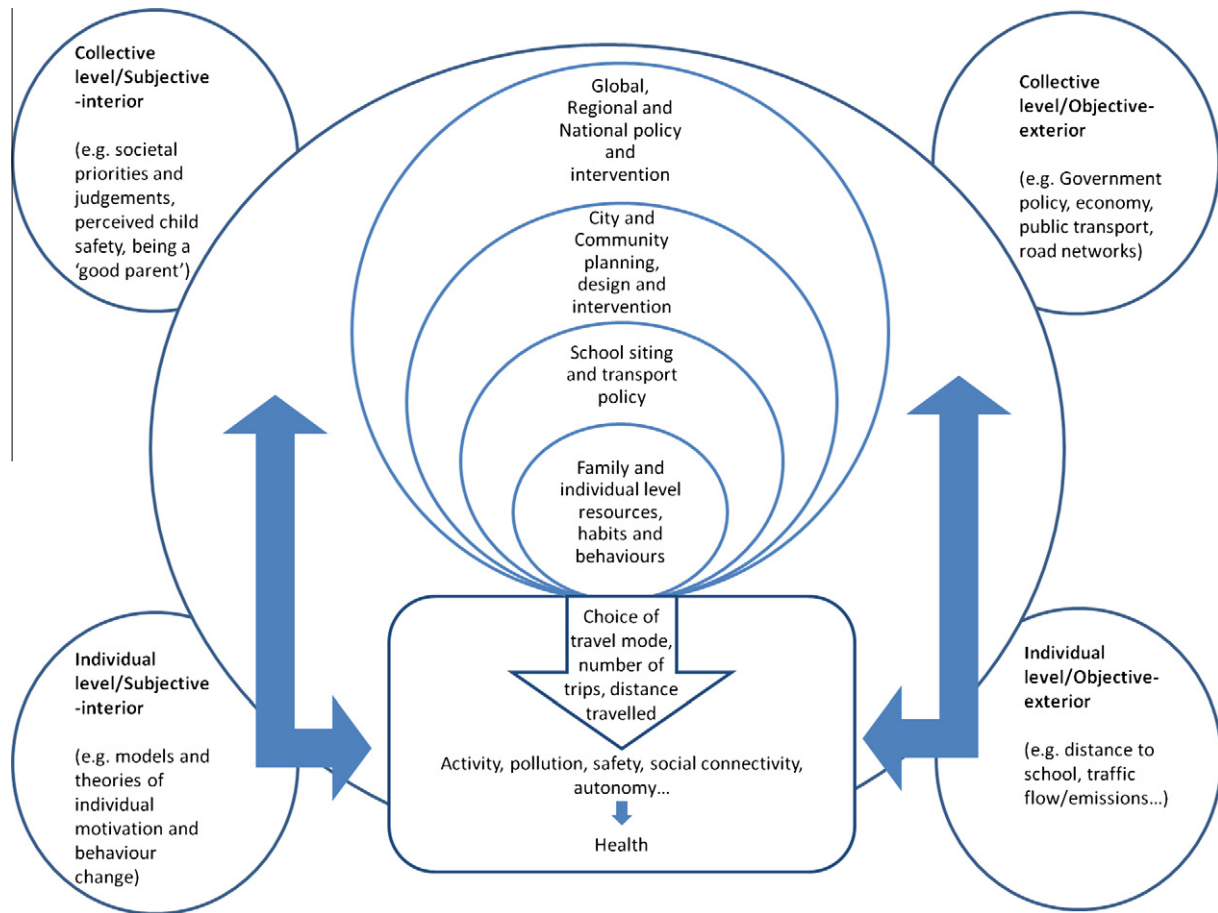 Collective
level/Subjective
-interior
(e.g. societal
priorities and
judgements,
perceived child
safety, being a
‘good parent’)
Global,
Regional and
National policy
and
intervention
City and
Community
planning,
design and
intervention
School siting
and transport
policy
Family and
individual level
resources,
habits and
behaviours
Collective
level/Objective-
exterior
(e.g. Government
policy, economy,
public transport,
road networks)
Individual
level/Subjective
-interior
(e.g. models and
theories of
individual
motivation and
behaviour
change)
Choice of
travel mode,
number of
trips, distance
travelled
Activity, pollution, safety, social connectivity,
autonomy...
Health
Individual
level/Objective-
exterior
(e.g. distance to
school, traffic
flow/emissions...)